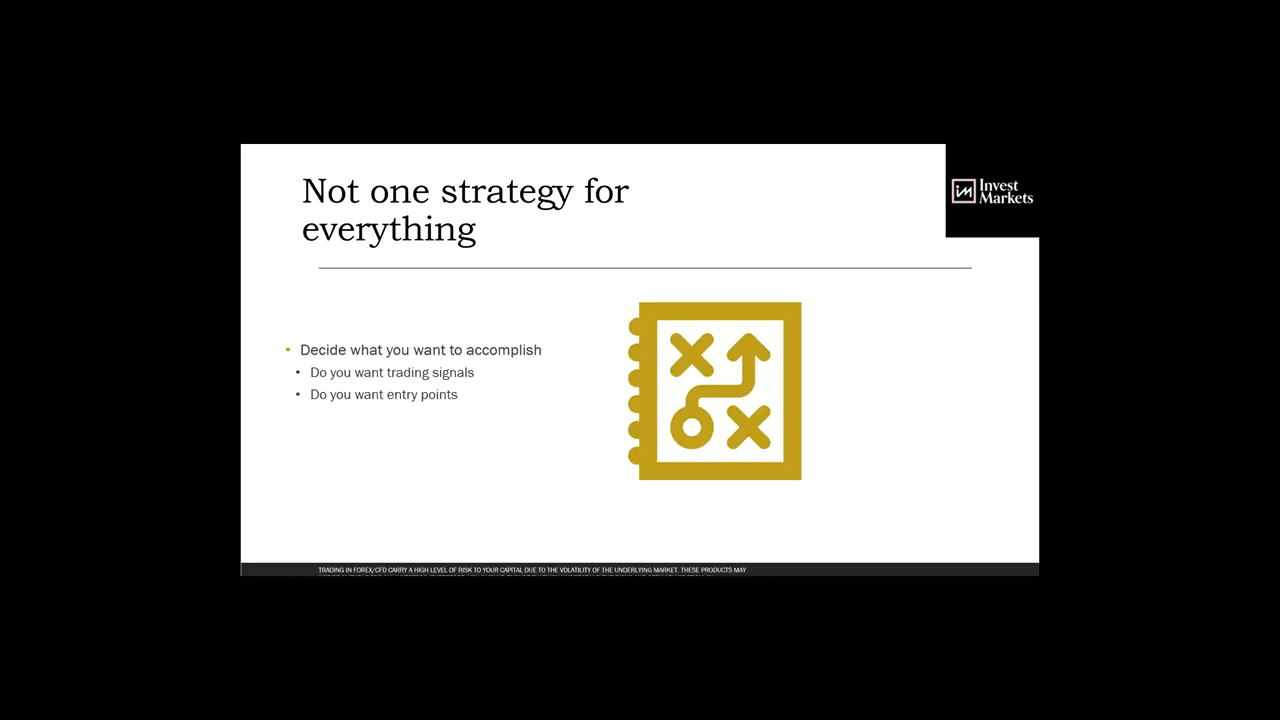 Not one strategy for
everything
Invest
Markets
• Decide what you want to accomplish
• Do you want trading signals
• Do you want entry points
TRADING IN FOREX/CFD CARRY A HIGH LEVEL OF RISK TO YOUR CAPITAL DUE TO THE VOLATILITY OF THE UNDERLYING MARKET. THESE PRODUCTS MAY